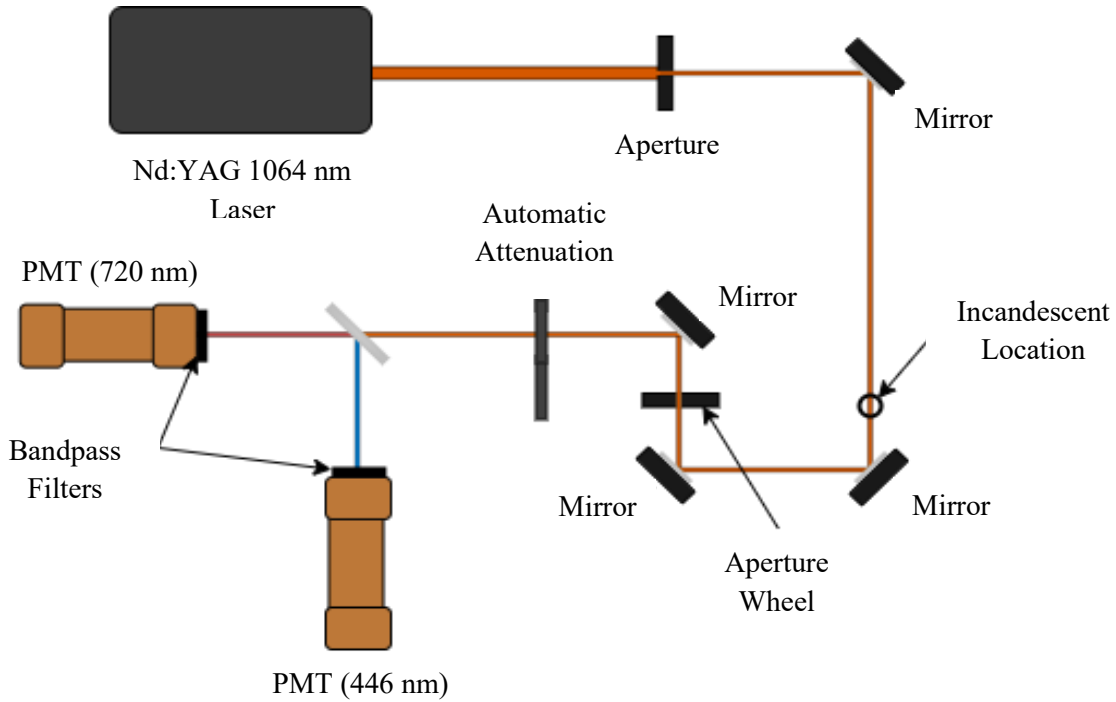 Nd:YAG 1064 nm
Laser
Aperture
Mirror
Automatic
Attenuation
PMT (720 nm)
Mirror
Incandescent
Location
Bandpass
Filters
Mirror
Mirror
Aperture
Wheel
PMT (446 nm)